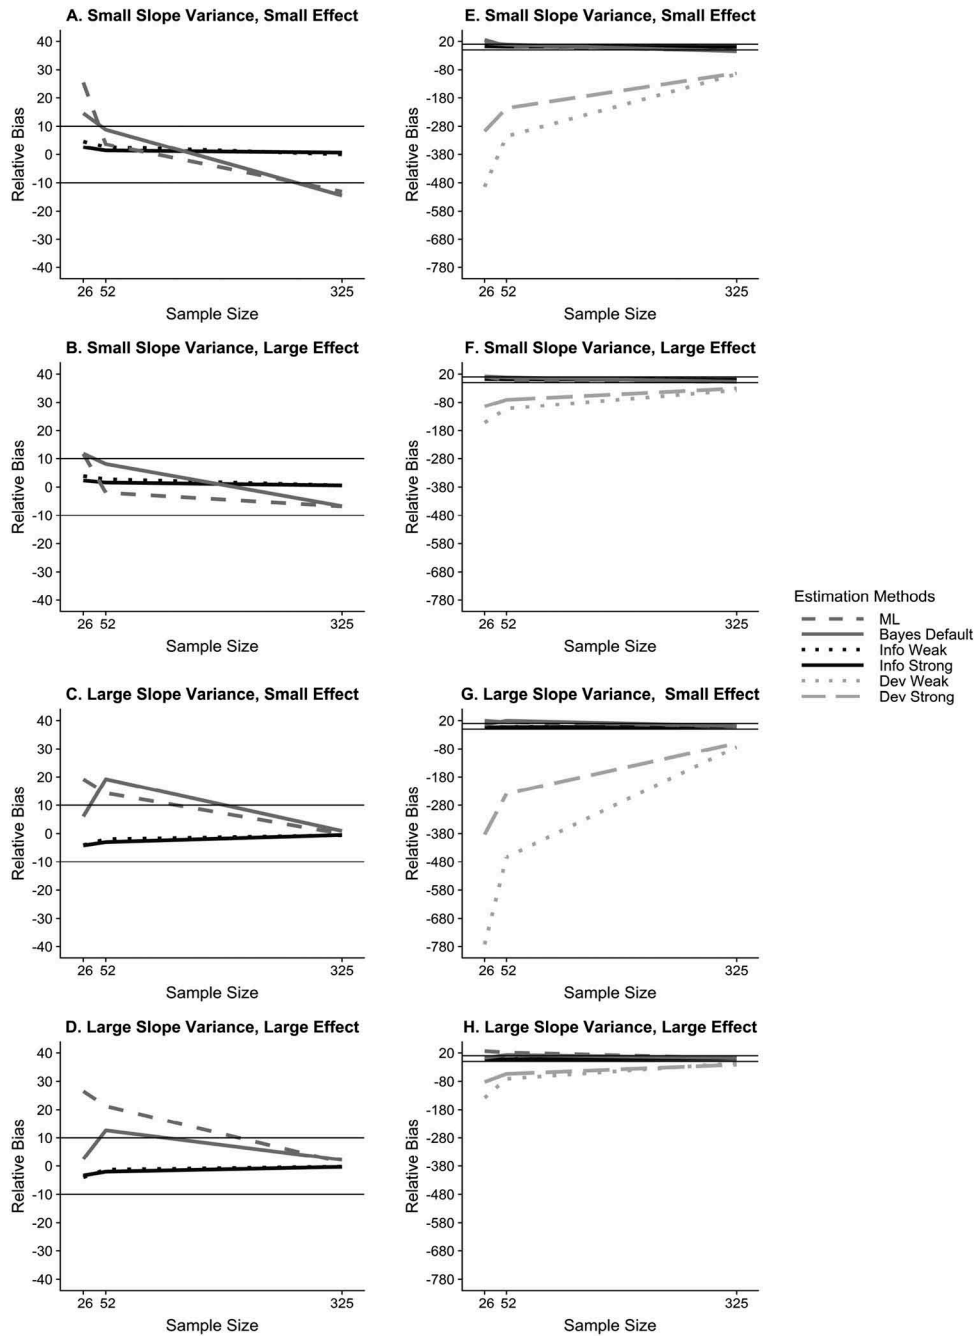 A. Small Slope Variance, Small Effect
40
30
20
10
0
-10
-20
-30
-40
Relative Bias
26 52 325
Sample Size
E. Small Slope Variance, Small Effect
20
-80
-180
-280
-380
-480
-580
-680
-780
Relative Bias
26 52 325
Sample Size
B. Small Slope Variance, Large Effect
40
30
20
10
0
-10
-20
-30
-40
Relative Bias
26 52 325
Sample Size
F. Small Slope Variance, Large Effect
20
-80
-180
-280
-380
-480
-580
-680
-780
Relative Bias
26 52 325
Sample Size
Estimation Methods
ML
Bayes Default
Info Weak
Info Strong
Dev Weak
Dev Strong
C. Large Slope Variance, Small Effect
40
30
20
10
0
-10
-20
-30
-40
Relative Bias
26 52 325
Sample Size
G. Large Slope Variance, Small Effect
20
-80
-180
-280
-380
-480
-580
-680
-780
Relative Bias
26 52 325
Sample Size
D. Large Slope Variance, Large Effect
40
30
20
10
0
-10
-20
-30
-40
Relative Bias
26 52 325
Sample Size
H. Large Slope Variance, Large Effect
20
-80
-180
-280
-380
-480
-580
-680
-780
Relative Bias
26 52 325
Sample Size